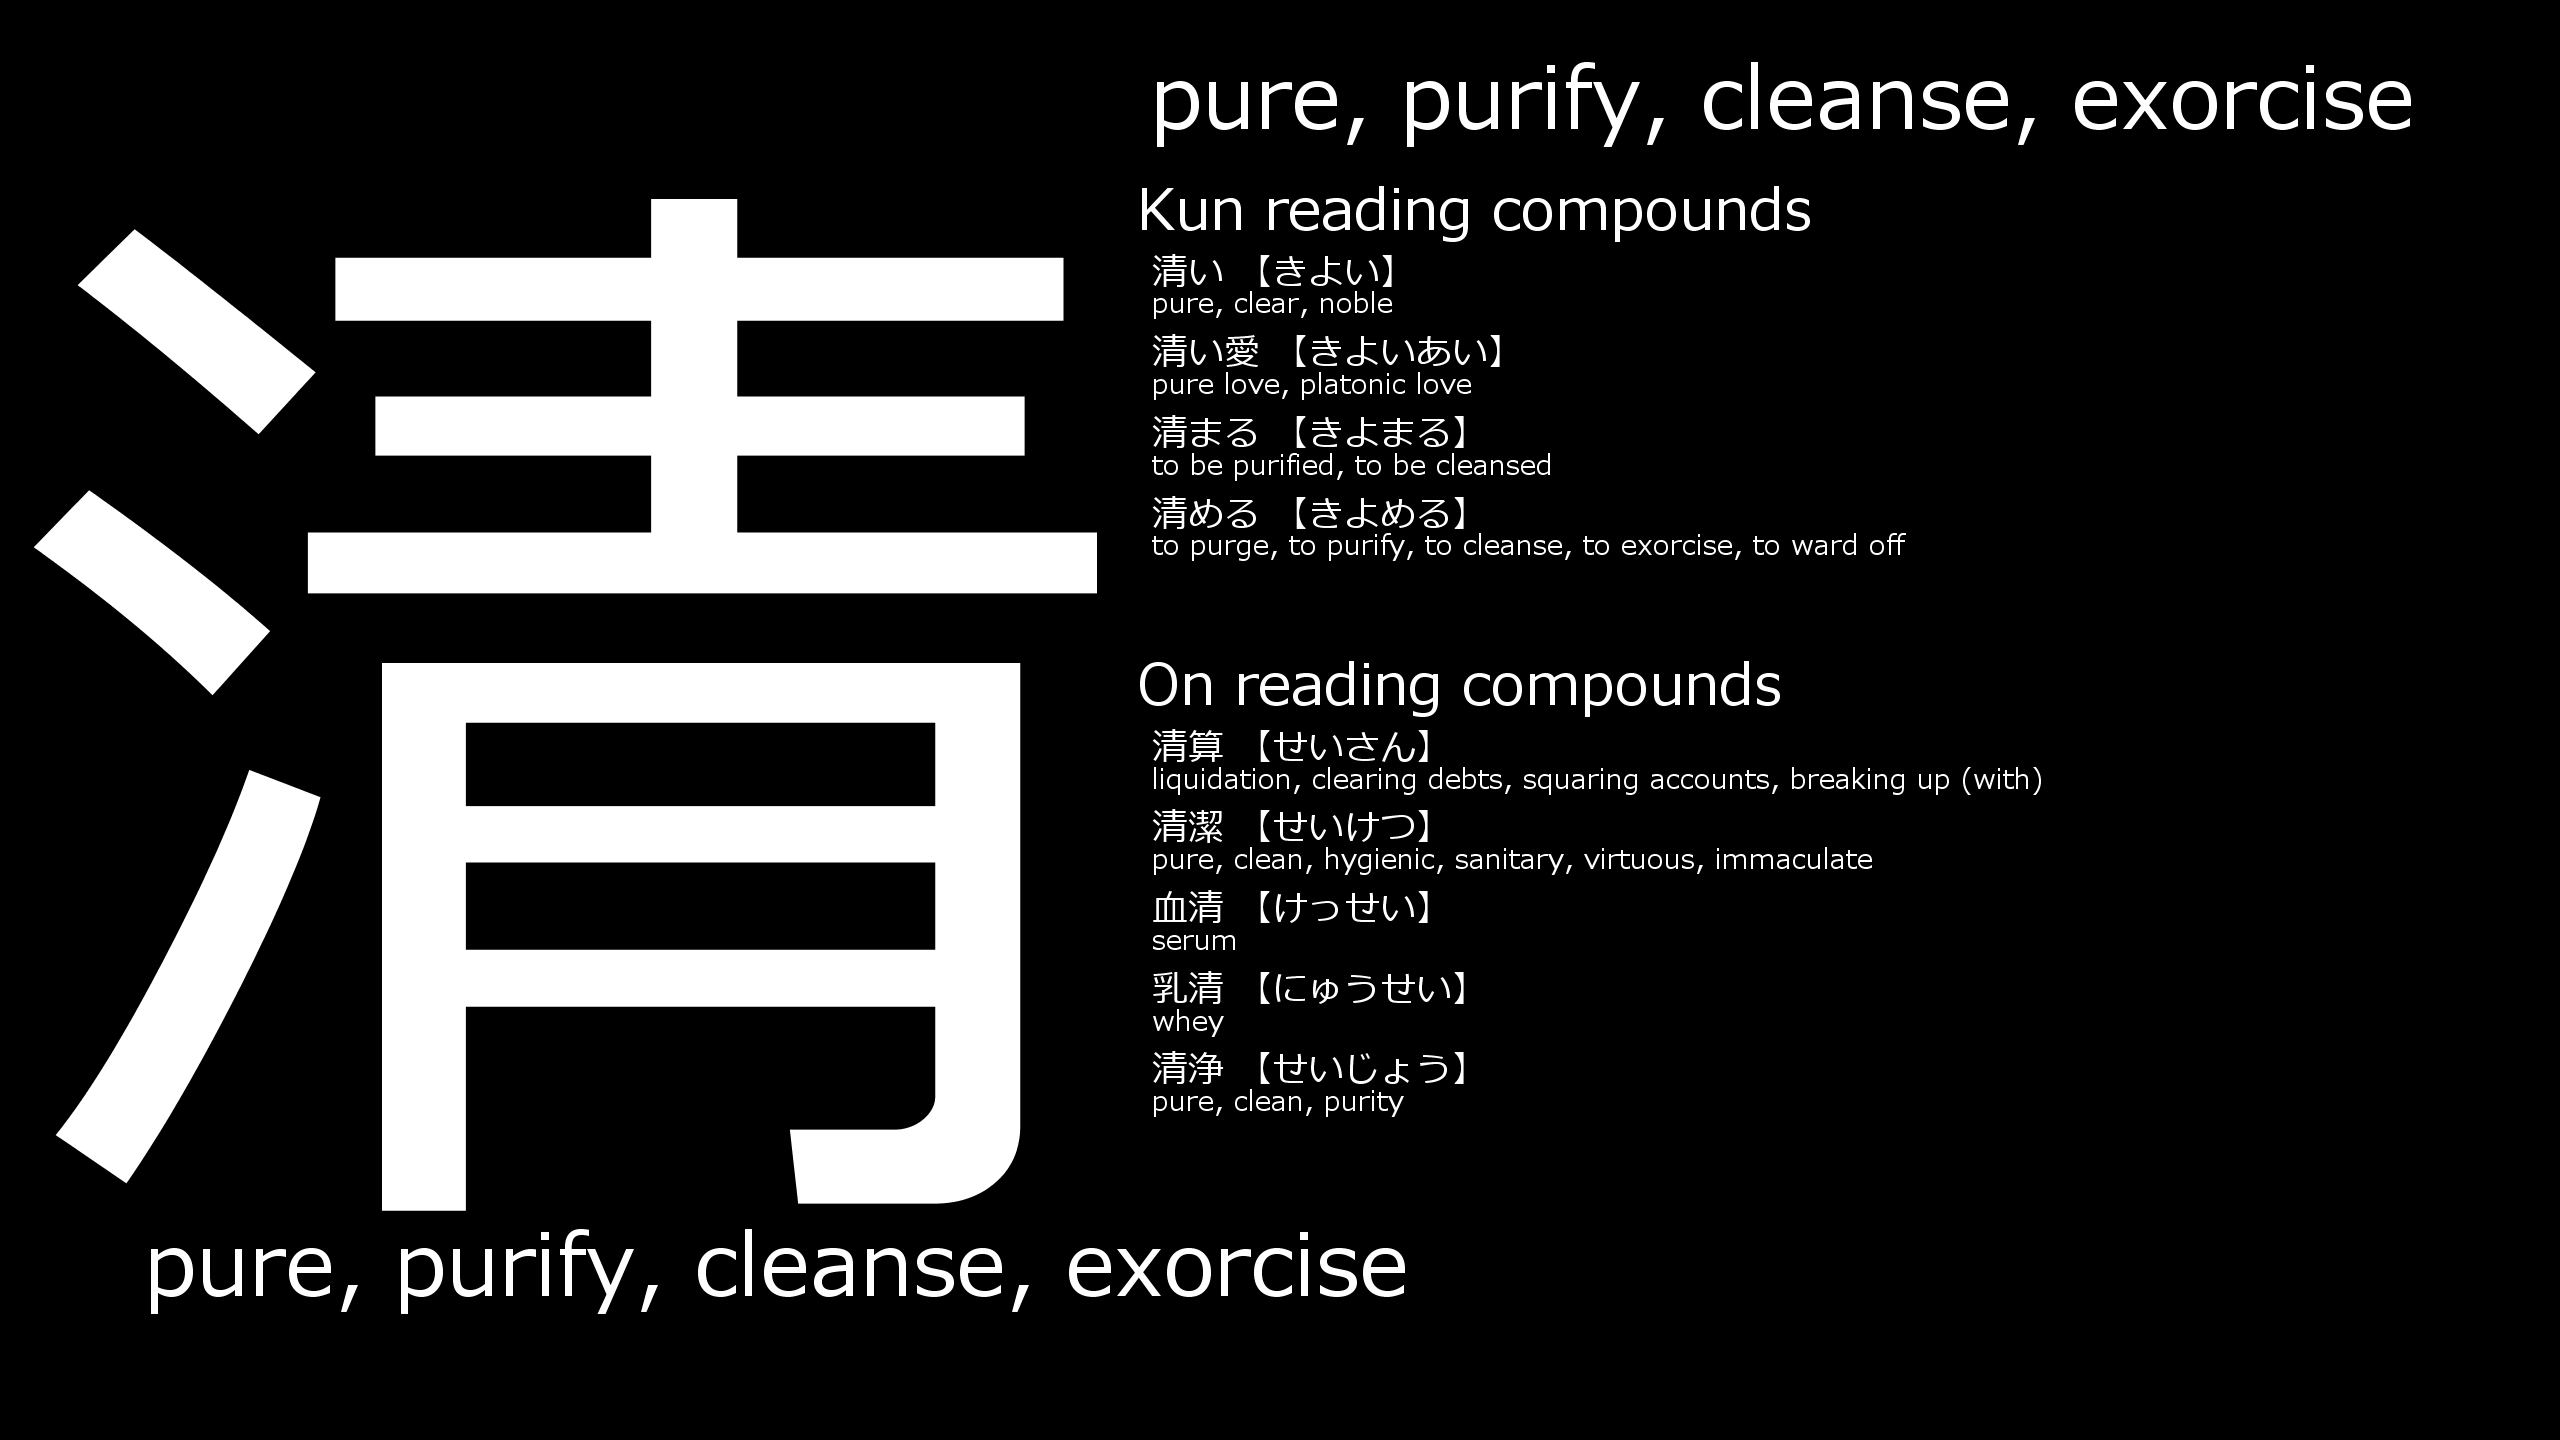 清
pure, purify, cleanse, exorcise
pure, purify, cleanse, exorcise
Kun reading compounds
清い 【きよい】
pure, clear, noble
清い愛 【きよいあい】
pure love, platonic love
清まる 【きよまる】
to be purified, to be cleansed
清める 【きよめる】
to purge, to purify, to cleanse, to exorcise, to ward off
On reading compounds
清算 【せいさん】
liquidation, clearing debts, squaring accounts, breaking up (with)
清潔 【せいけつ】
pure, clean, hygienic, sanitary, virtuous, immaculate
血清 【けっせい】
serum
乳清 【にゅうせい】
whey
清浄 【せいじょう】
pure, clean, purity